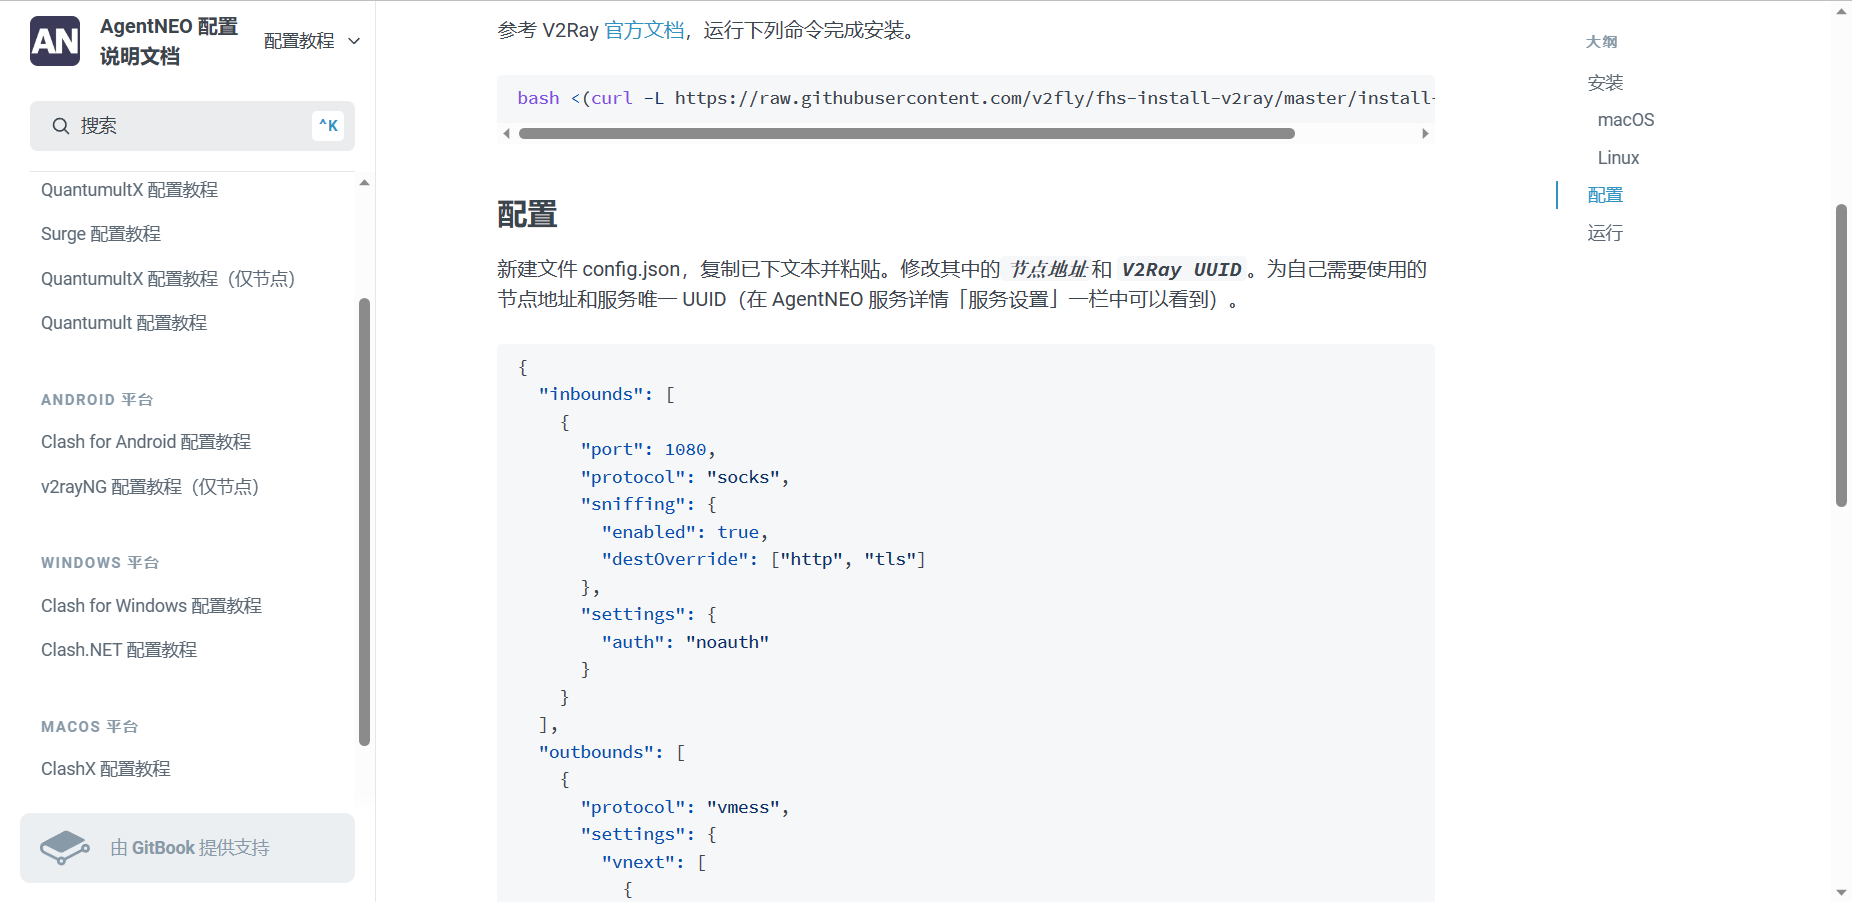 AN
AgentNEO 配置
说明文档
配置教程
搜索
^K
QuantumultX 配置教程
Surge 配置教程
QuantumultX 配置教程（仅节点）
Quantumult 配置教程
ANDROID 平台
Clash for Android 配置教程
v2rayNG 配置教程（仅节点）
WINDOWS 平台
Clash for Windows 配置教程
Clash.NET 配置教程
MACOS 平台
ClashX 配置教程
由 GitBook 提供支持
参考 V2Ray 官方文档，运行下列命令完成安装。
bash <(curl -L https://raw.githubusercontent.com/v2fly/fhs-install-v2ray/master/install-
配置
新建文件 config.json，复制已下文本并粘贴。修改其中的 节点地址和 V2Ray UUID。为自己需要使用的
节点地址和服务唯一 UUID（在 AgentNEO 服务详情「服务设置」一栏中可以看到）。
{
"inbounds": [
{
"port": 1080,
"protocol": "socks",
"sniffing": {
"enabled": true,
"destOverride": ["http", "tls"]
},
"settings": {
"auth": "noauth"
}
}
],
"outbounds": [
{
"protocol": "vmess",
"settings": {
"vnext": [
{
大纲
安装
macOS
Linux
配置
运行